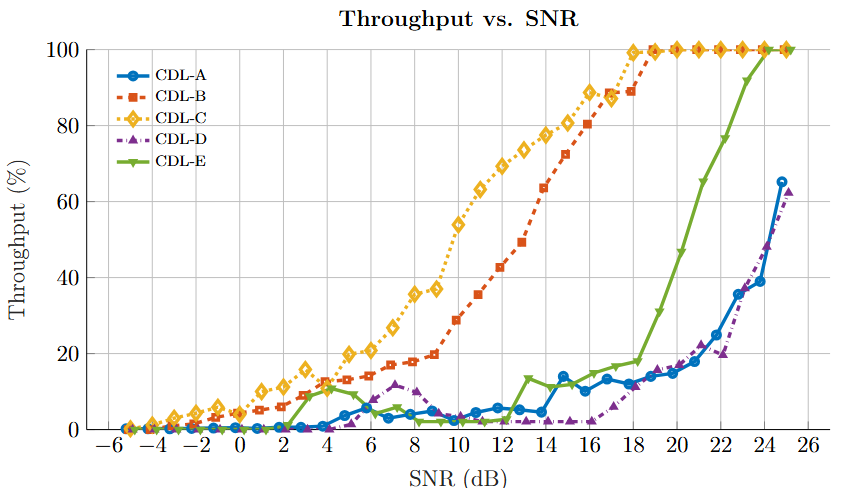 Throughput vs. SNR
100
80
60
40
20
0
Throughput (%)
CDL-A
CDL-B
CDL-C
CDL-D
CDL-E
−6 −4 −2 0 2 4 6 8 10 12 14 16 18 20 22 24 26
SNR (dB)